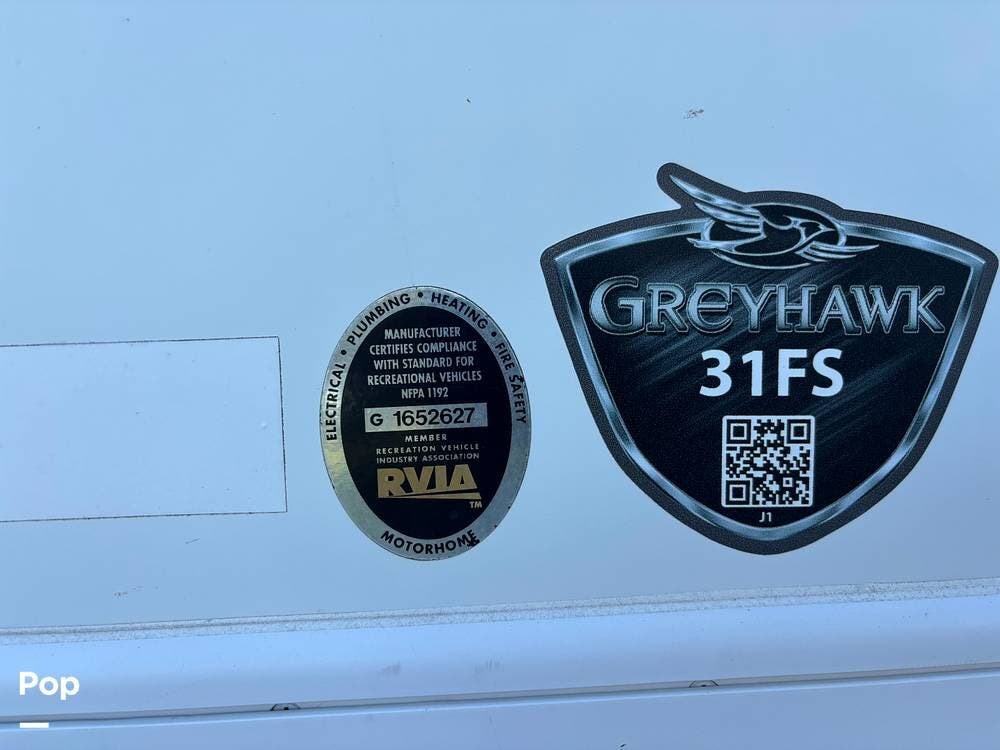 ELECTRICAL • PLUMBING • HEATING • FIRE SAFETY
MANUFACTURER
CERTIFIES COMPLIANCE
WITH STANDARD FOR
RECREATIONAL VEHICLES
NFPA 1192
G 1652627
MEMBER
RECREATION VEHICLE
INDUSTRY ASSOCIATION
RVIA
TM
MOTORHOME
GREYHAWK
31FS
J1
Pop